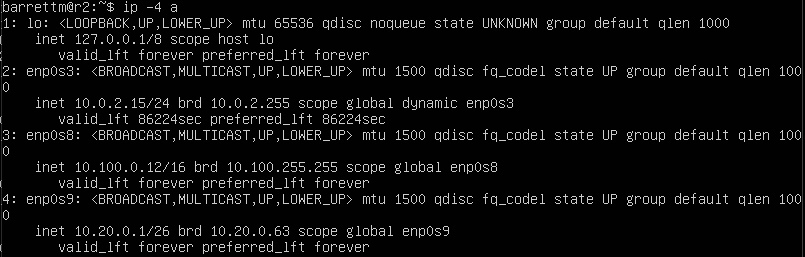 barrettm@r2:~$ ip -4 a
1: lo: <LOOPBACK,UP,LOWER_UP> mtu 65536 qdisc noqueue state UNKNOWN group default qlen 1000
    inet 127.0.0.1/8 scope host lo
       valid_lft forever preferred_lft forever
2: enp0s3: <BROADCAST,MULTICAST,UP,LOWER_UP> mtu 1500 qdisc fq_codel state UP group default qlen 100
0
    inet 10.0.2.15/24 brd 10.0.2.255 scope global dynamic enp0s3
       valid_lft 86224sec preferred_lft 86224sec
3: enp0s8: <BROADCAST,MULTICAST,UP,LOWER_UP> mtu 1500 qdisc fq_codel state UP group default qlen 100
0
    inet 10.100.0.12/16 brd 10.100.255.255 scope global enp0s8
       valid_lft forever preferred_lft forever
4: enp0s9: <BROADCAST,MULTICAST,UP,LOWER_UP> mtu 1500 qdisc fq_codel state UP group default qlen 100
0
    inet 10.20.0.1/26 brd 10.20.0.63 scope global enp0s9
       valid_lft forever preferred_lft forever